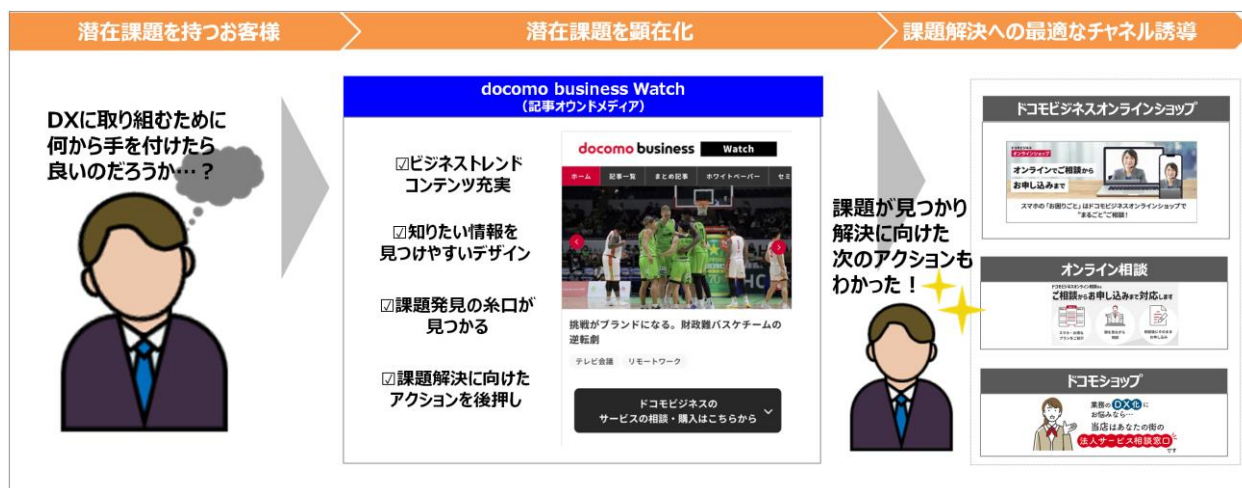 潜在課題を持つお客様
潜在課題を顕在化
課題解決への最適なチャネル誘導
DXに取り組むために
何から手を付けたら
良いのだろうか…？
docomo business Watch
（記事オウンドメディア）
☑ビジネストレンド
コンテンツ充実
☑知りたい情報を
見つけやすいデザイン
☑課題発見の糸口が
見つかる
☑課題解決に向けた
アクションを後押し
docomo business Watch
ホーム 記事一覧 まとめ記事 ホワイトペーパー セミ
挑戦がブランドになる。財政難バスケチームの
逆転劇
テレビ会議 リモートワーク
ドコモビジネスの
サービスの相談・購入はこちらから
課題が見つかり
解決に向けた
次のアクションも
わかった！
ドコモビジネスオンラインショップ
オンラインショップ
オンラインでご相談から
お申し込みまで
スマホの「お困りごと」はドコモビジネスオンラインショップで
"まるごと"ご相談！
オンライン相談
ご相談からお申し込みまで対応します
ドコモショップ
業務のDX化に
お悩みなら…
当店はあなたの街の
法人サービス相談窓口
です